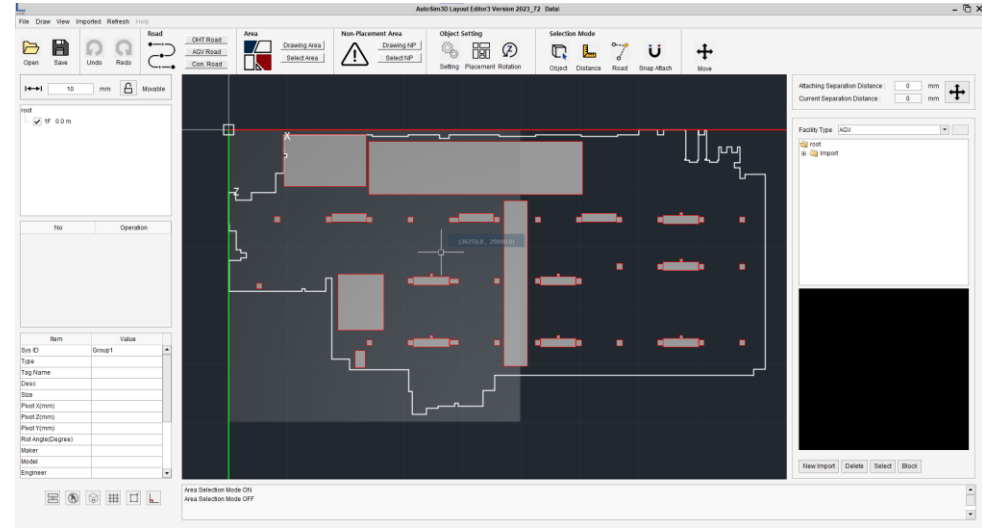 AutoSim3D Layout Editor3 Version 2023_72 Data\
File Draw View Imported Refresh Help
Open Save Undo Redo
Road
OHT Road
AGV Road
Con. Road
Area
Drawing Area
Select Area
Non-Placement Area
Drawing NP
Select NP
Object Setting
Setting Placement Rotation
Selection Mode
Object Distance Road Snap Attach
Move
10 mm Movable
root
1F 0.0 m
No Operation
Item Value
Sys ID Group1
Type
Tag Name
Desc.
Size
Pivot X(mm)
Pivot Z(mm)
Pivot Y(mm)
Rot Angle(Degree)
Maker
Model
Engineer
X
Z
Area Selection Mode ON
Area Selection Mode OFF
Attaching Separation Distance : 0 mm
Current Separation Distance : 0 mm
Facility Type AGV
root
Import
New Import Delete Select Block